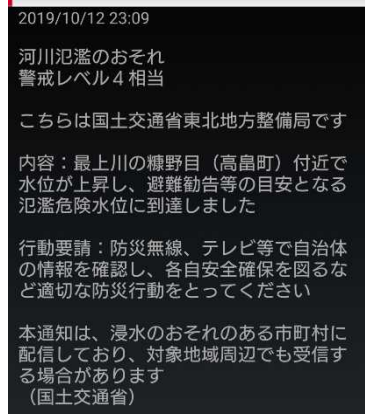 2019/10/12 23:09
河川氾濫のおそれ
警戒レベル４相当
こちらは国土交通省東北地方整備局です
内容：最上川の糠野目（高畠町）付近で
水位が上昇し、避難勧告等の目安となる
氾濫危険水位に到達しました
行動要請：防災無線、テレビ等で自治体
の情報を確認し、各自安全確保を図るな
ど適切な防災行動をとってください
本通知は、浸水のおそれのある市町村に
配信しており、対象地域周辺でも受信す
る場合があります
（国土交通省）